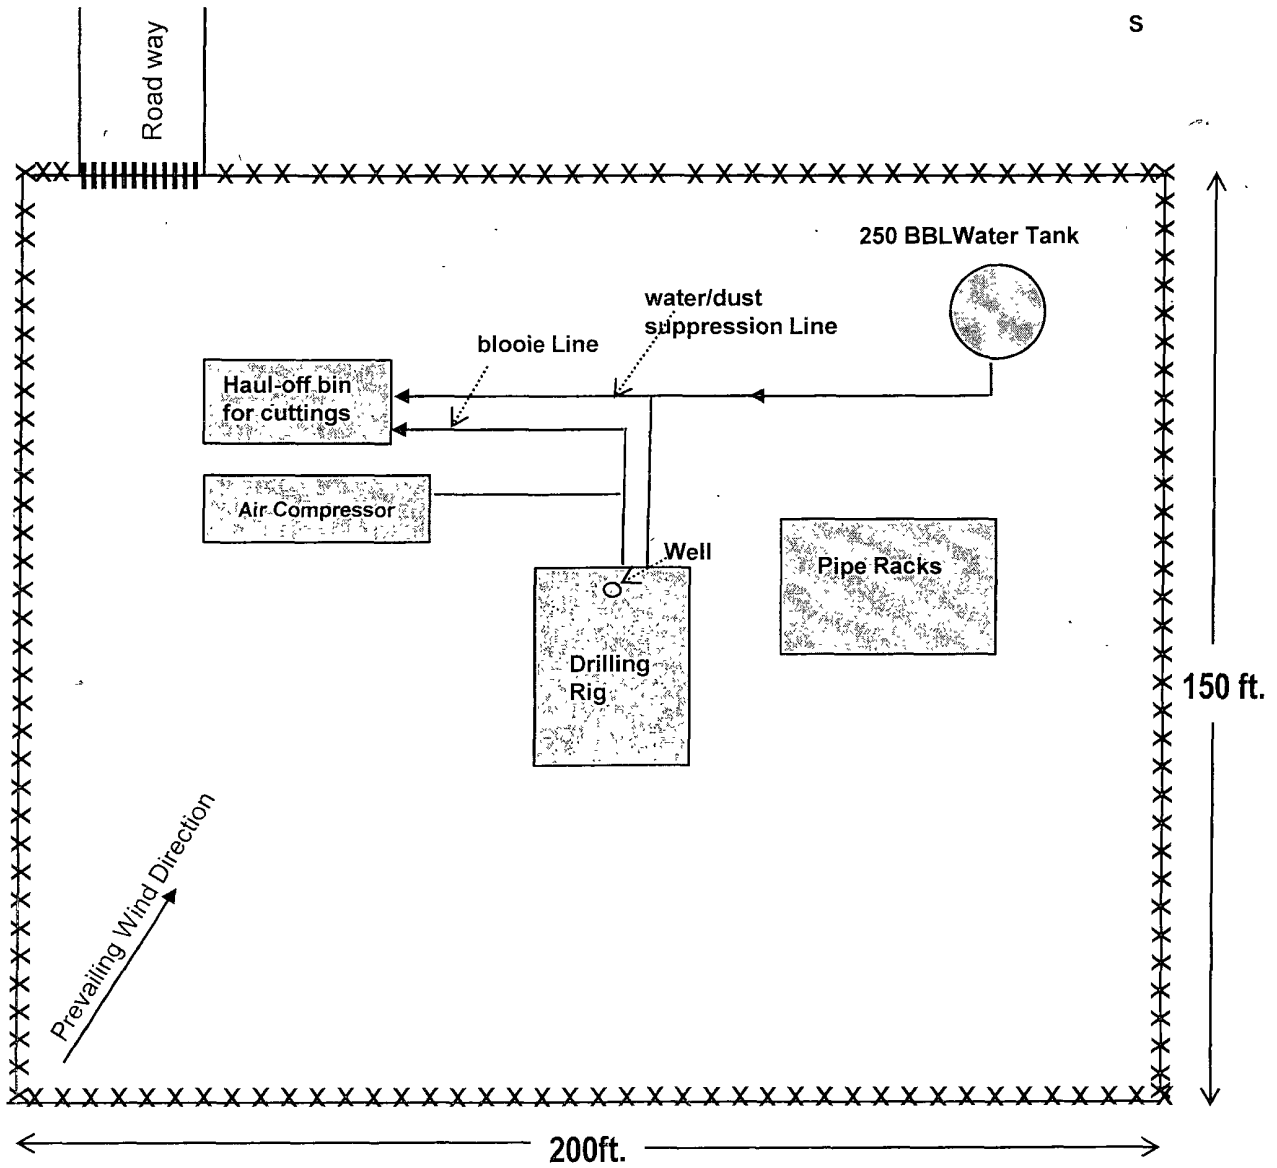 S
Road way
250 BBLWater Tank
water/dust
suppression Line
blooie Line
Haul-off bin
for cuttings
Air Compressor
Well
Pipe Racks
Drilling
Rig
150 ft.
Prevailing Wind Direction
200ft.